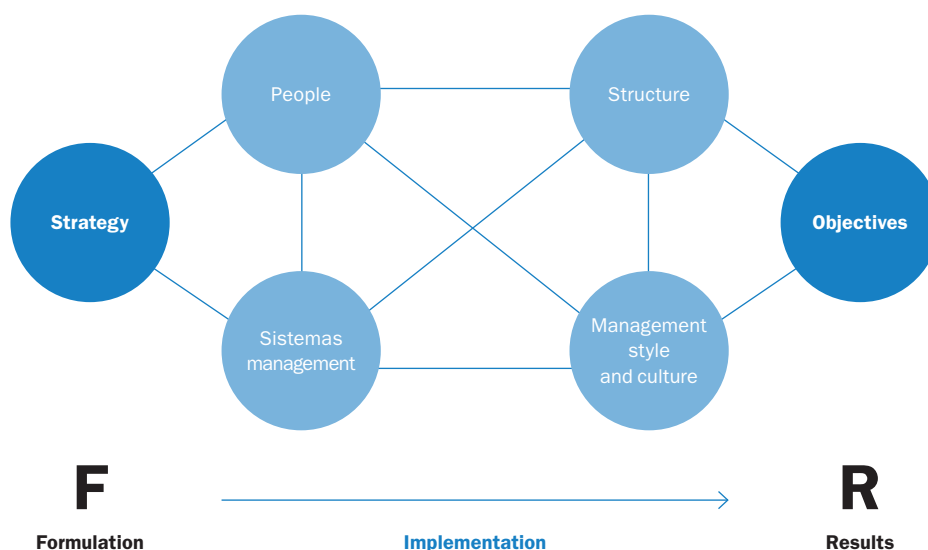 People
Structure
Strategy
Objectives
Sistemas
management
Management
style
and culture
F
R
Formulation
Implementation
Results